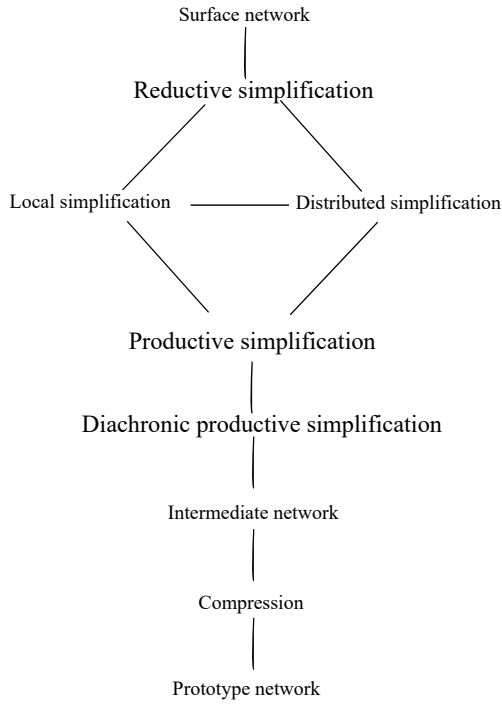 Surface network
Reductive simplification
Local simplification
Distributed simplification
Productive simplification
Diachronic productive simplification
Intermediate network
Compression
Prototype network